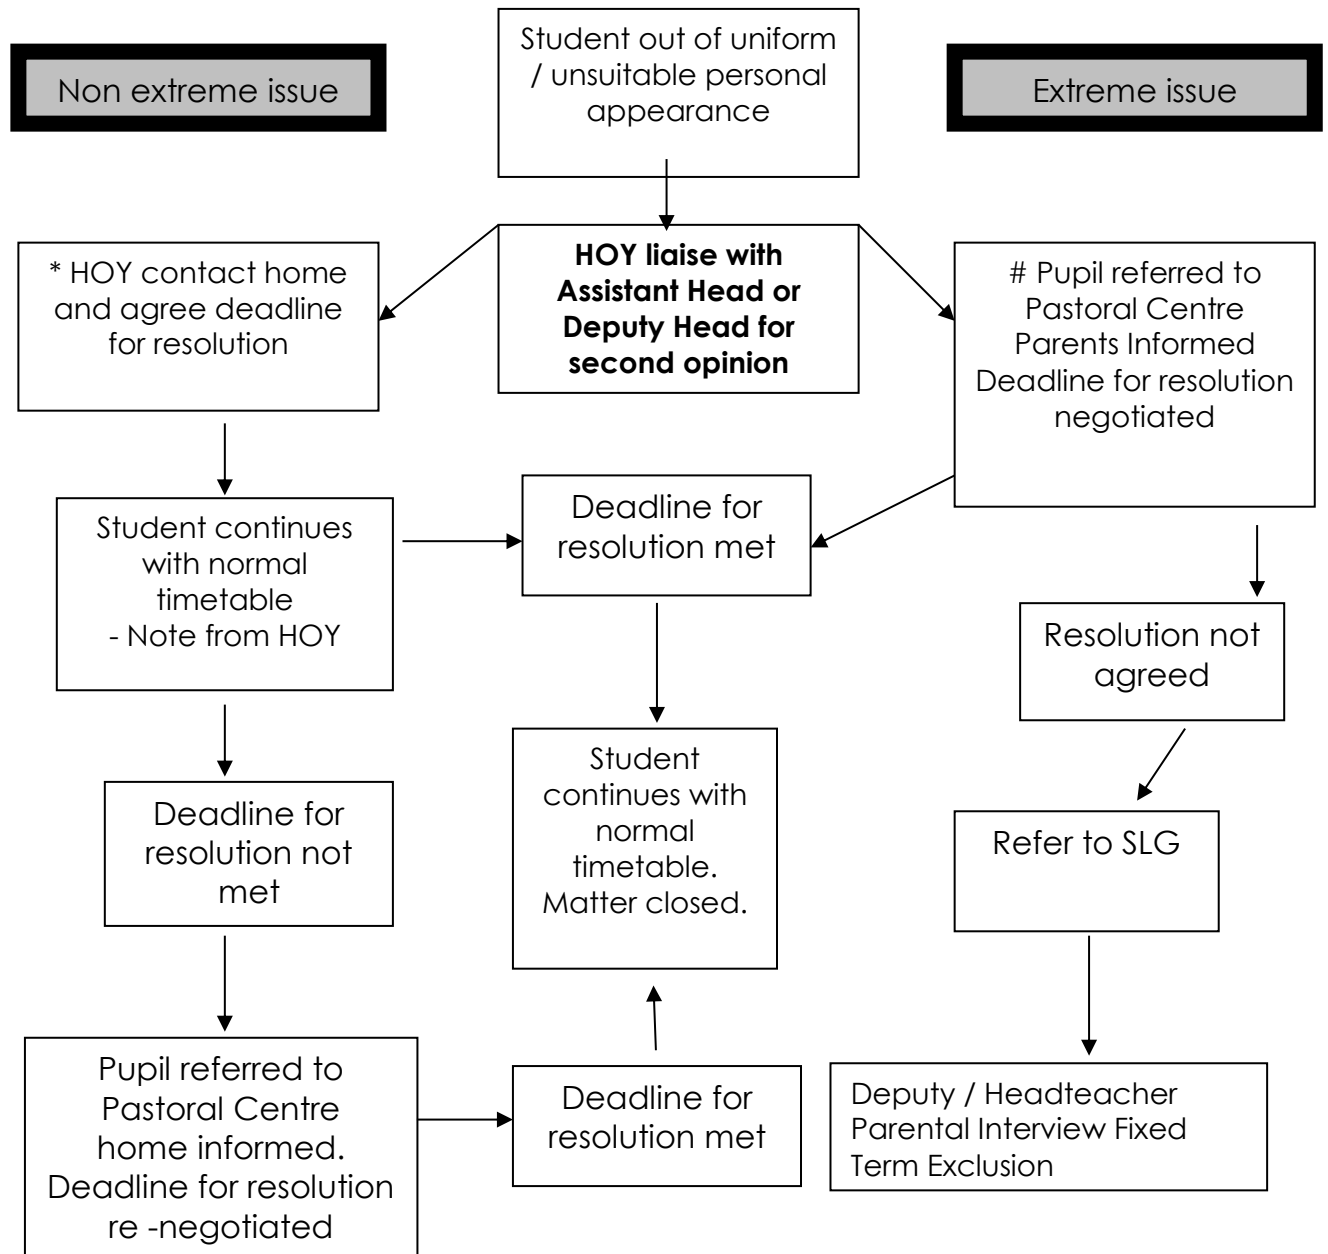 Non extreme issue
Student out of uniform
/ unsuitable personal
appearance
Extreme issue
* HOY contact home
and agree deadline
for resolution
HOY liaise with
Assistant Head or
Deputy Head for
second opinion
# Pupil referred to
Pastoral Centre
Parents Informed
Deadline for resolution
negotiated
Student continues
with normal
timetable
- Note from HOY
Deadline for
resolution met
Resolution not
agreed
Deadline for
resolution not
met
Student
continues with
normal
timetable.
Matter closed.
Refer to SLG
Pupil referred to
Pastoral Centre
home informed.
Deadline for resolution
re -negotiated
Deadline for
resolution met
Deputy / Headteacher
Parental Interview Fixed
Term Exclusion